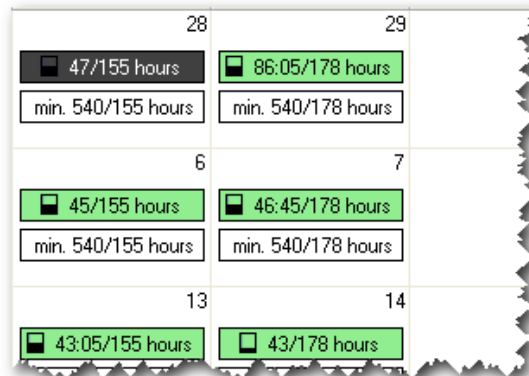 28 29
47/155 hours 86:05/178 hours
min. 540/155 hours min. 540/178 hours
6 7
45/155 hours 46:45/178 hours
min. 540/155 hours min. 540/178 hours
13 14
43:05/155 hours 43/178 hours